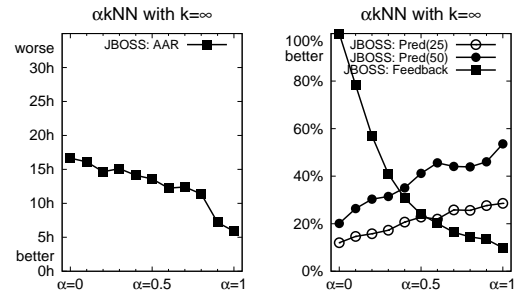 αkNN with k=∞
worse
35h
30h
25h
20h
15h
10h
5h
better
0h
α=0
α=0.5
α=1
JBOSS: AAR
αkNN with k=∞
100%
better
80%
60%
40%
20%
0%
α=0
α=0.5
α=1
JBOSS: Pred(25)
JBOSS: Pred(50)
JBOSS: Feedback